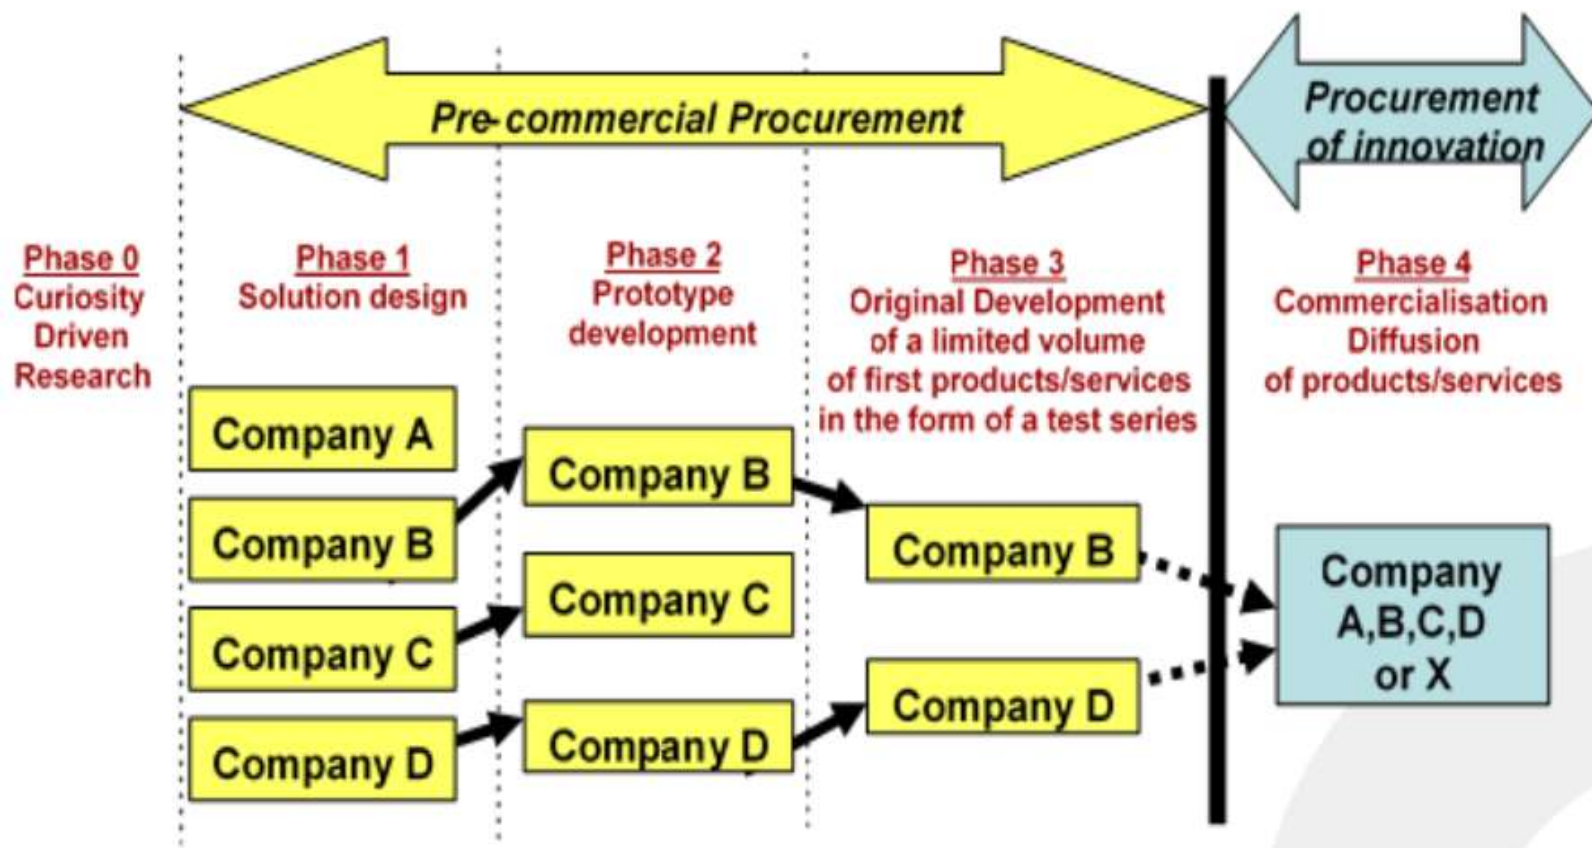 Pre-commercial Procurement
Procurement
of innovation
Phase 0
Curiosity
Driven
Research
Phase 1
Solution design
Phase 2
Prototype
development
Phase 3
Original Development
of a limited volume
of first products/services
in the form of a test series
Phase 4
Commercialisation
Diffusion
of products/services
Company A
Company B
Company C
Company D
Company B
Company C
Company D
Company B
Company D
Company
A,B,C,D
or X